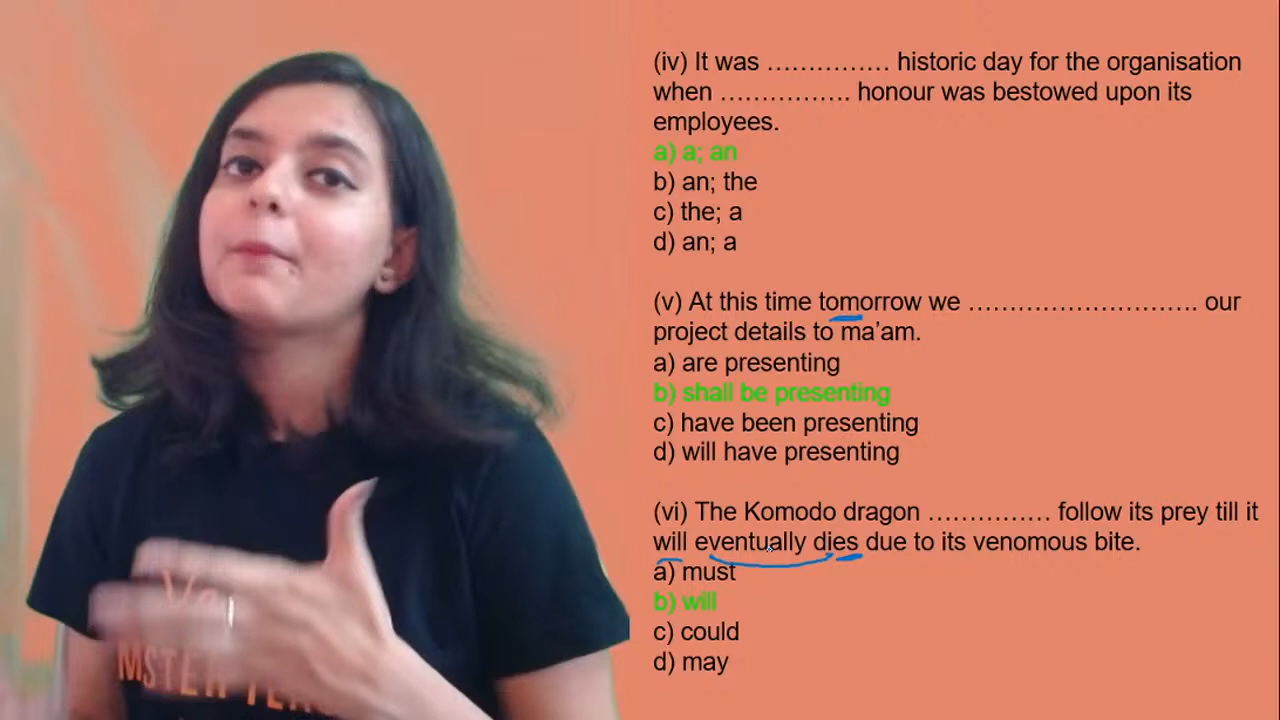 (iv) It was …………… historic day for the organisation
when ……………. honour was bestowed upon its
employees.
a) a; an
b) an; the
c) the; a
d) an; a
(v) At this time tomorrow we ………………………. our
project details to ma’am.
a) are presenting
b) shall be presenting
c) have been presenting
d) will have presenting
(vi) The Komodo dragon …………… follow its prey till it
will eventually dies due to its venomous bite.
a) must
b) will
c) could
d) may